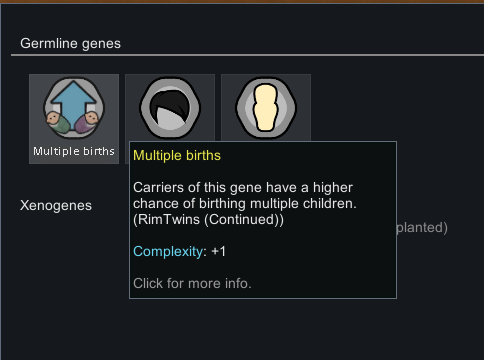 Germline genes
Multiple births
Multiple births
Carriers of this gene have a higher
chance of birthing multiple children.
(RimTwins (Continued))
Complexity: +1
Click for more info.
Xenogenes
planted)